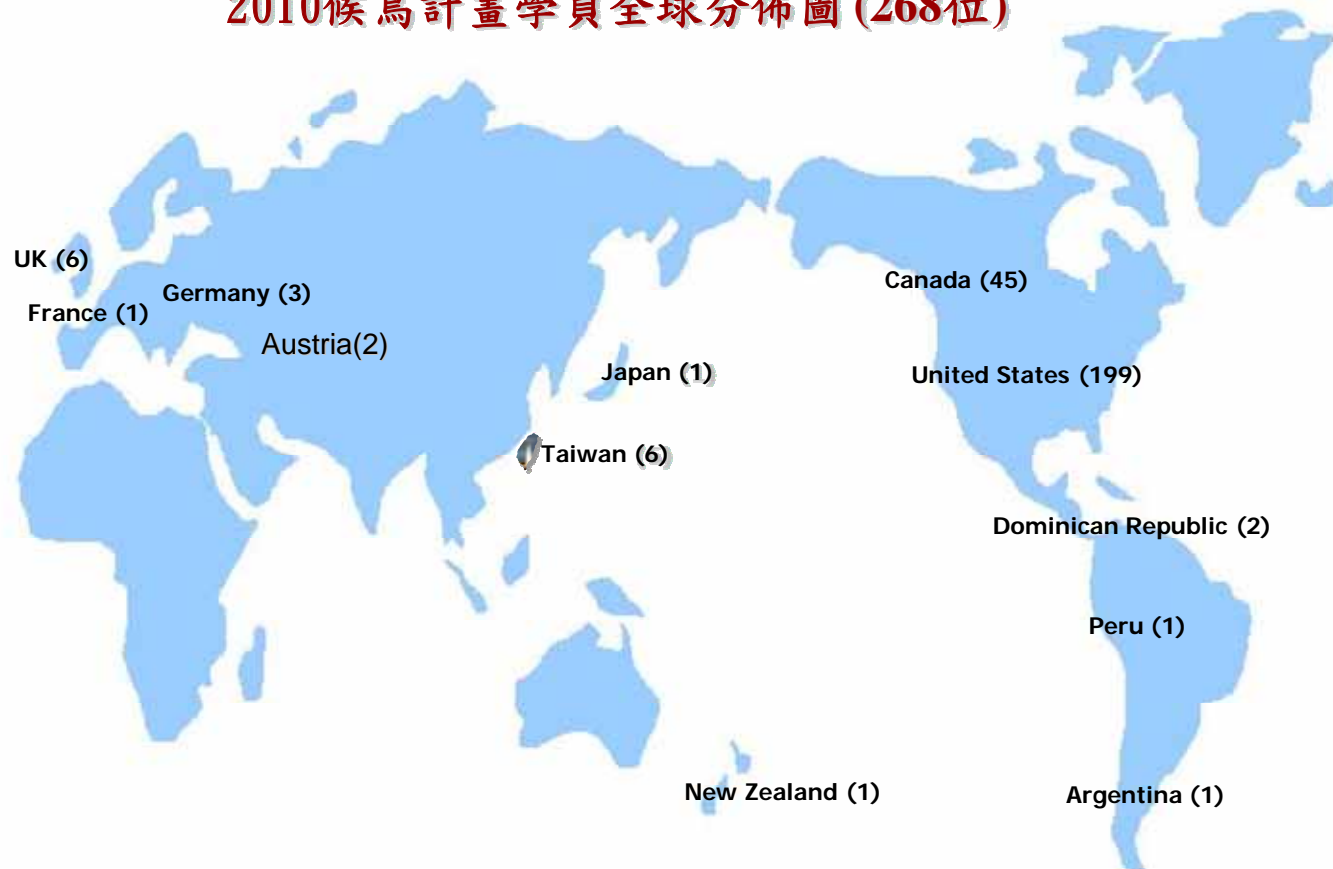 2010候鳥計畫學員全球分佈圖 (268位)
UK (6)
Germany (3)
France (1)
Austria(2)
Japan (1)
Taiwan (6)
Canada (45)
United States (199)
Dominican Republic (2)
Peru (1)
New Zealand (1)
Argentina (1)